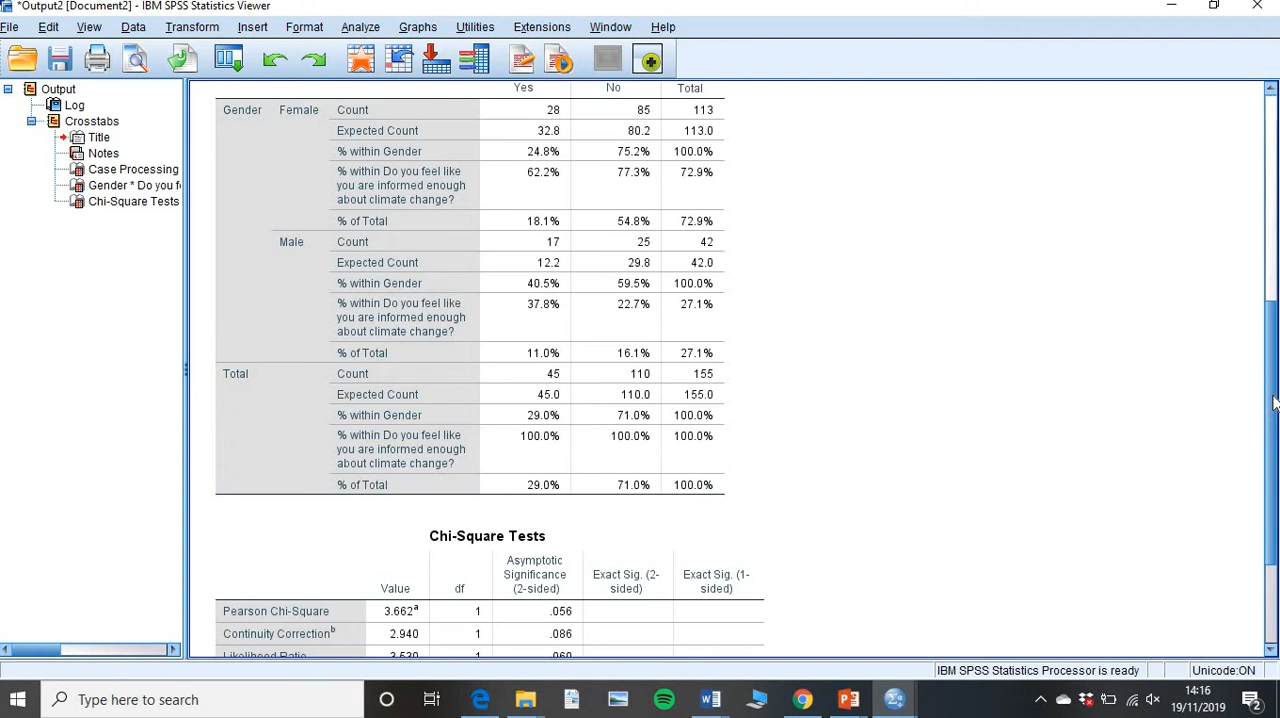 *Output2 [Document2] - IBM SPSS Statistics Viewer
File Edit View Data Transform Insert Format Analyze Graphs Utilities Extensions Window Help
Output
Log
Crosstabs
Title
Notes
Case Processing
Gender * Do you f
Chi-Square Tests
Yes No Total
Gender Female Count 28 85 113
Expected Count 32.8 80.2 113.0
% within Gender 24.8% 75.2% 100.0%
% within Do you feel like 62.2% 77.3% 72.9%
you are informed enough
about climate change?
% of Total 18.1% 54.8% 72.9%
Male Count 17 25 42
Expected Count 12.2 29.8 42.0
% within Gender 40.5% 59.5% 100.0%
% within Do you feel like 37.8% 22.7% 27.1%
you are informed enough
about climate change?
% of Total 11.0% 16.1% 27.1%
Total Count 45 110 155
Expected Count 45.0 110.0 155.0
% within Gender 29.0% 71.0% 100.0%
% within Do you feel like 100.0% 100.0% 100.0%
you are informed enough
about climate change?
% of Total 29.0% 71.0% 100.0%
Chi-Square Tests
Value df Asymptotic Significance (2-sided) Exact Sig. (2-sided) Exact Sig. (1-sided)
Pearson Chi-Square 3.662a 1 .056
Continuity Correctionb 2.940 1 .086
Likelihood Ratio 3.530 1 .060
IBM SPSS Statistics Processor is ready Unicode:ON
Type here to search
14:16
19/11/2019
2